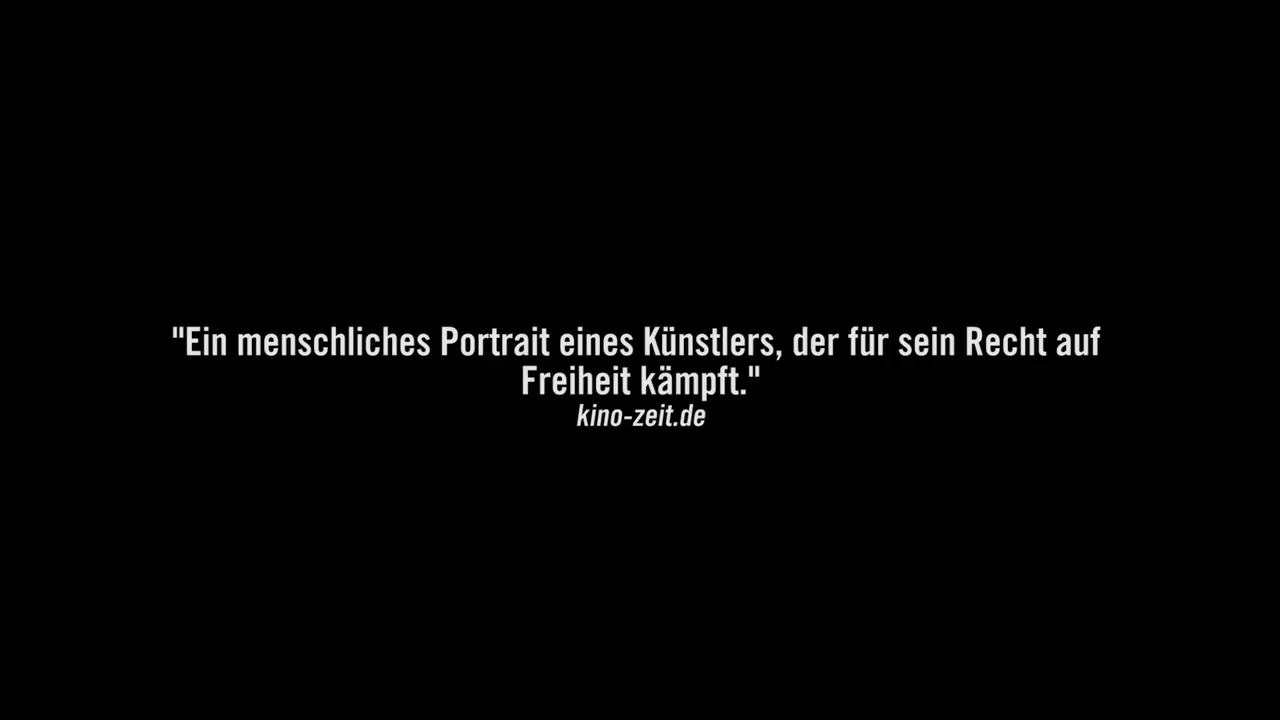 "Ein menschliches Portrait eines Künstlers, der für sein Recht auf
Freiheit kämpft."
kino-zeit.de